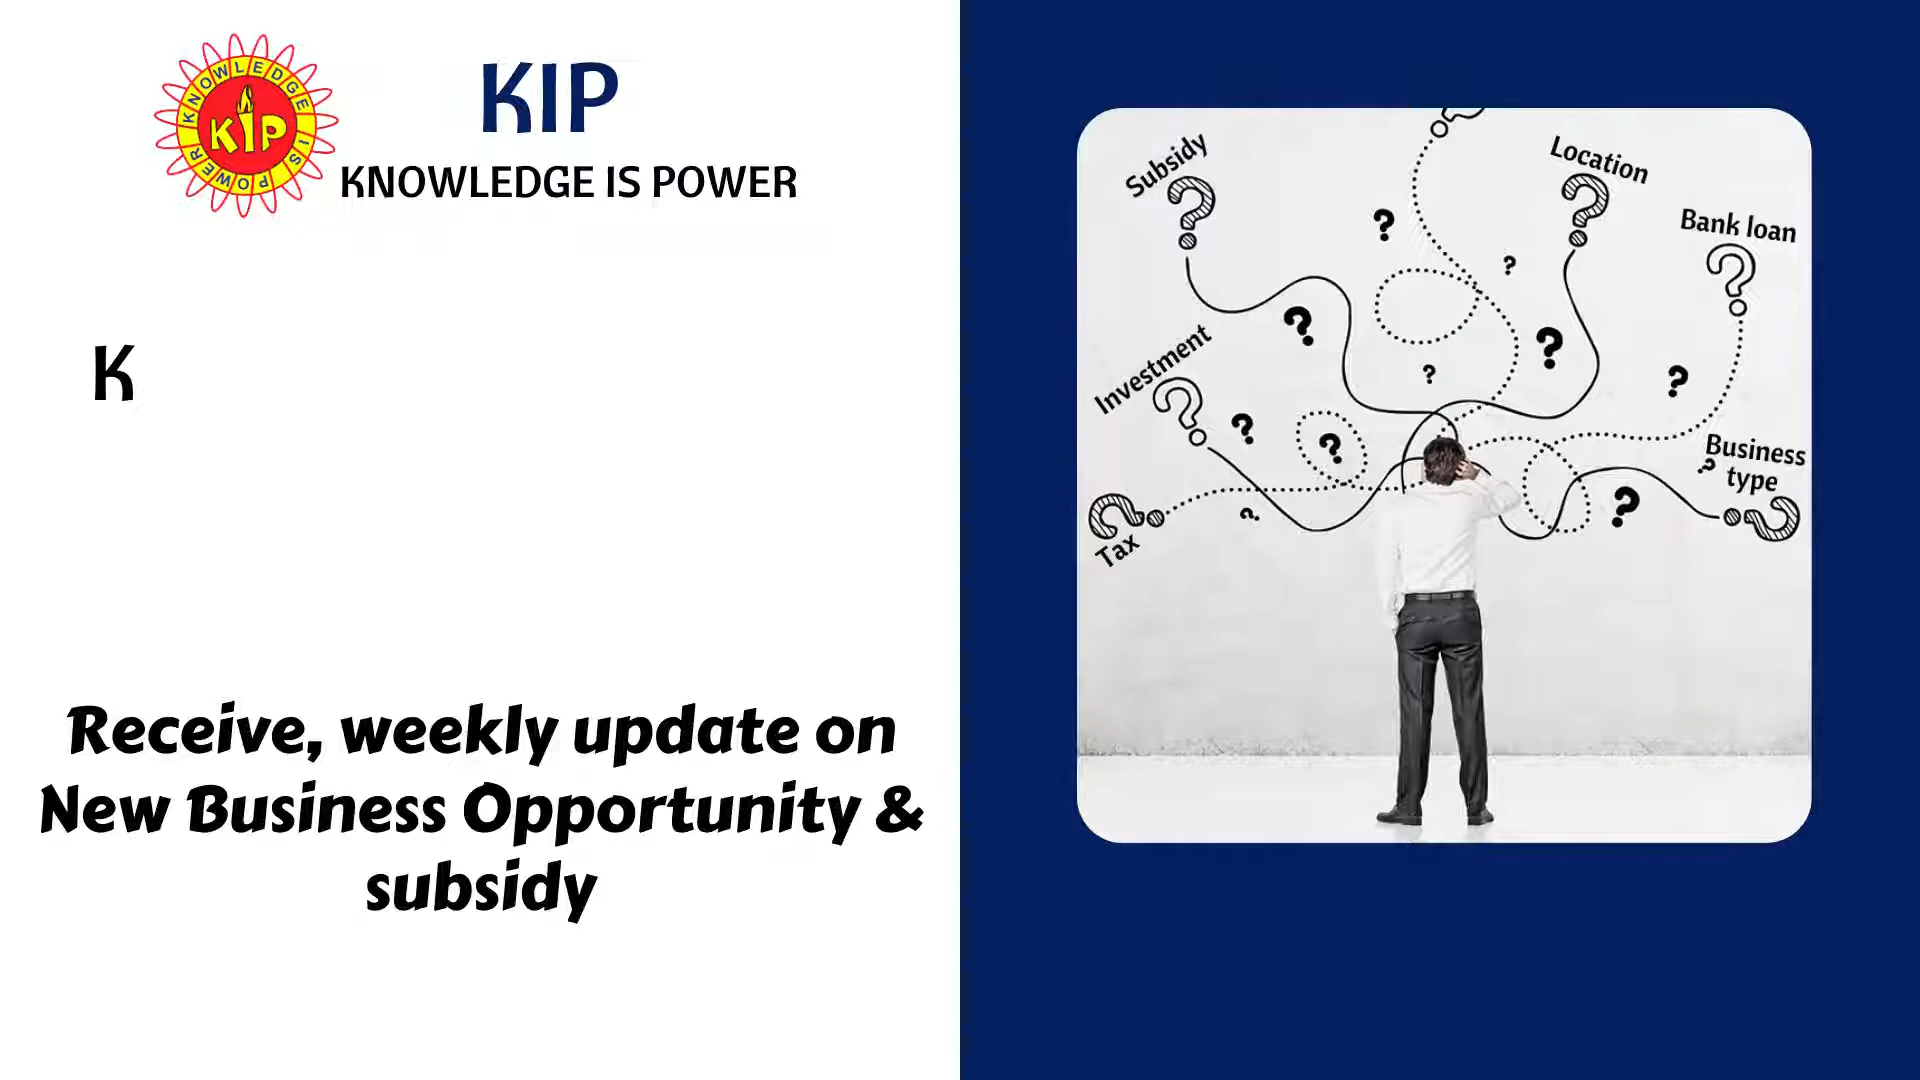 KNOWLEDGE IS POWER
KIP
KIP
KNOWLEDGE IS POWER
K
Receive, weekly update on
New Business Opportunity &
subsidy
Subsidy
?
Location
?
Bank loan
?
Investment
?
Business
type
?
Tax
?